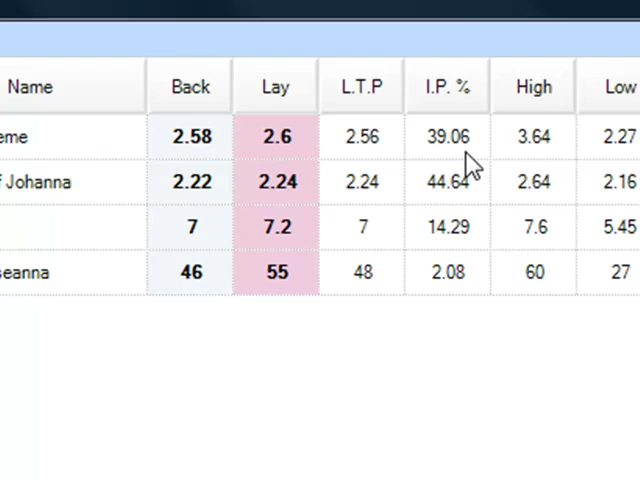 Name Back Lay L.T.P I.P. % High Low
eme 2.58 2.6 2.56 39.06 3.64 2.27
f Johanna 2.22 2.24 2.24 44.64 2.64 2.16
7 7.2 7 14.29 7.6 5.45
seanna 46 55 48 2.08 60 27